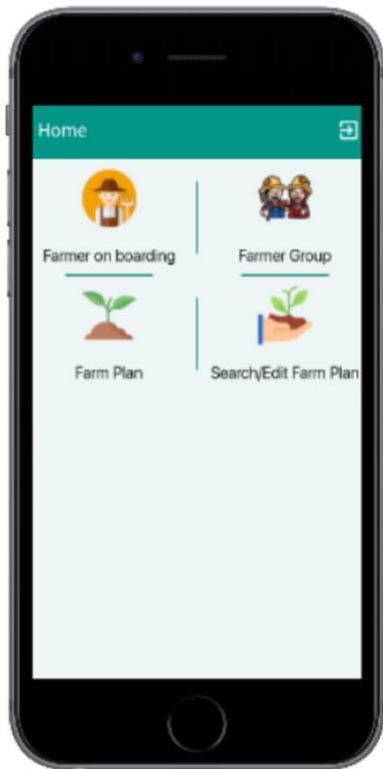 Home
Farmer on boarding
Farmer Group
Farm Plan
Search/Edit Farm Plan